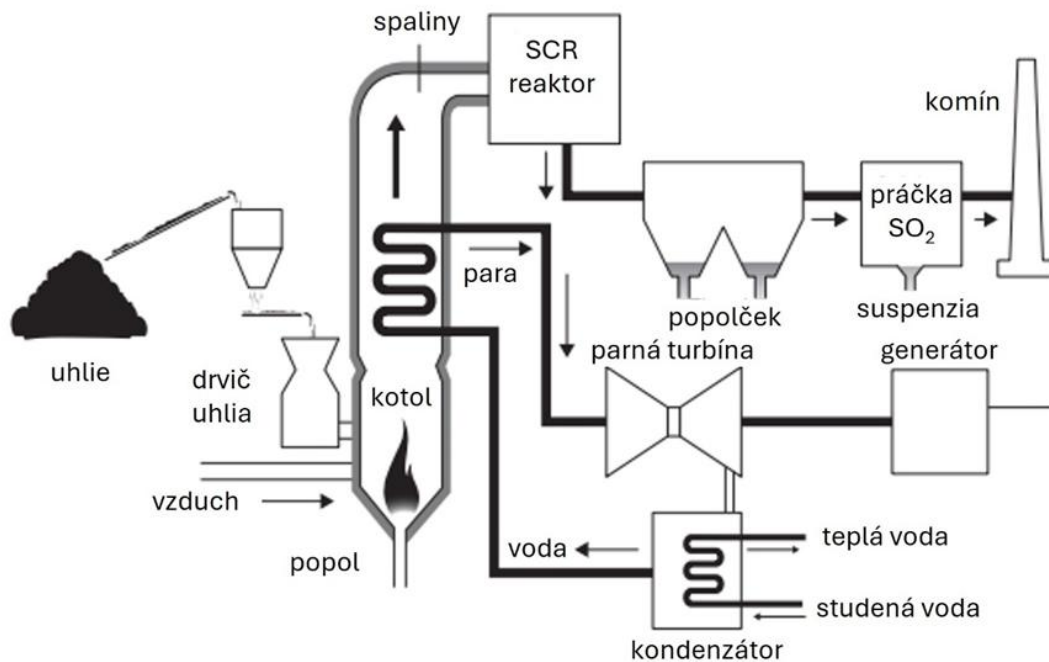 spaliny
SCR
reaktor
komín
práčka
SO₂
para
popolček
suspenzia
uhlie
drvič
uhlia
kotol
parná turbína
generátor
vzduch
popol
voda
teplá voda
studená voda
kondenzátor